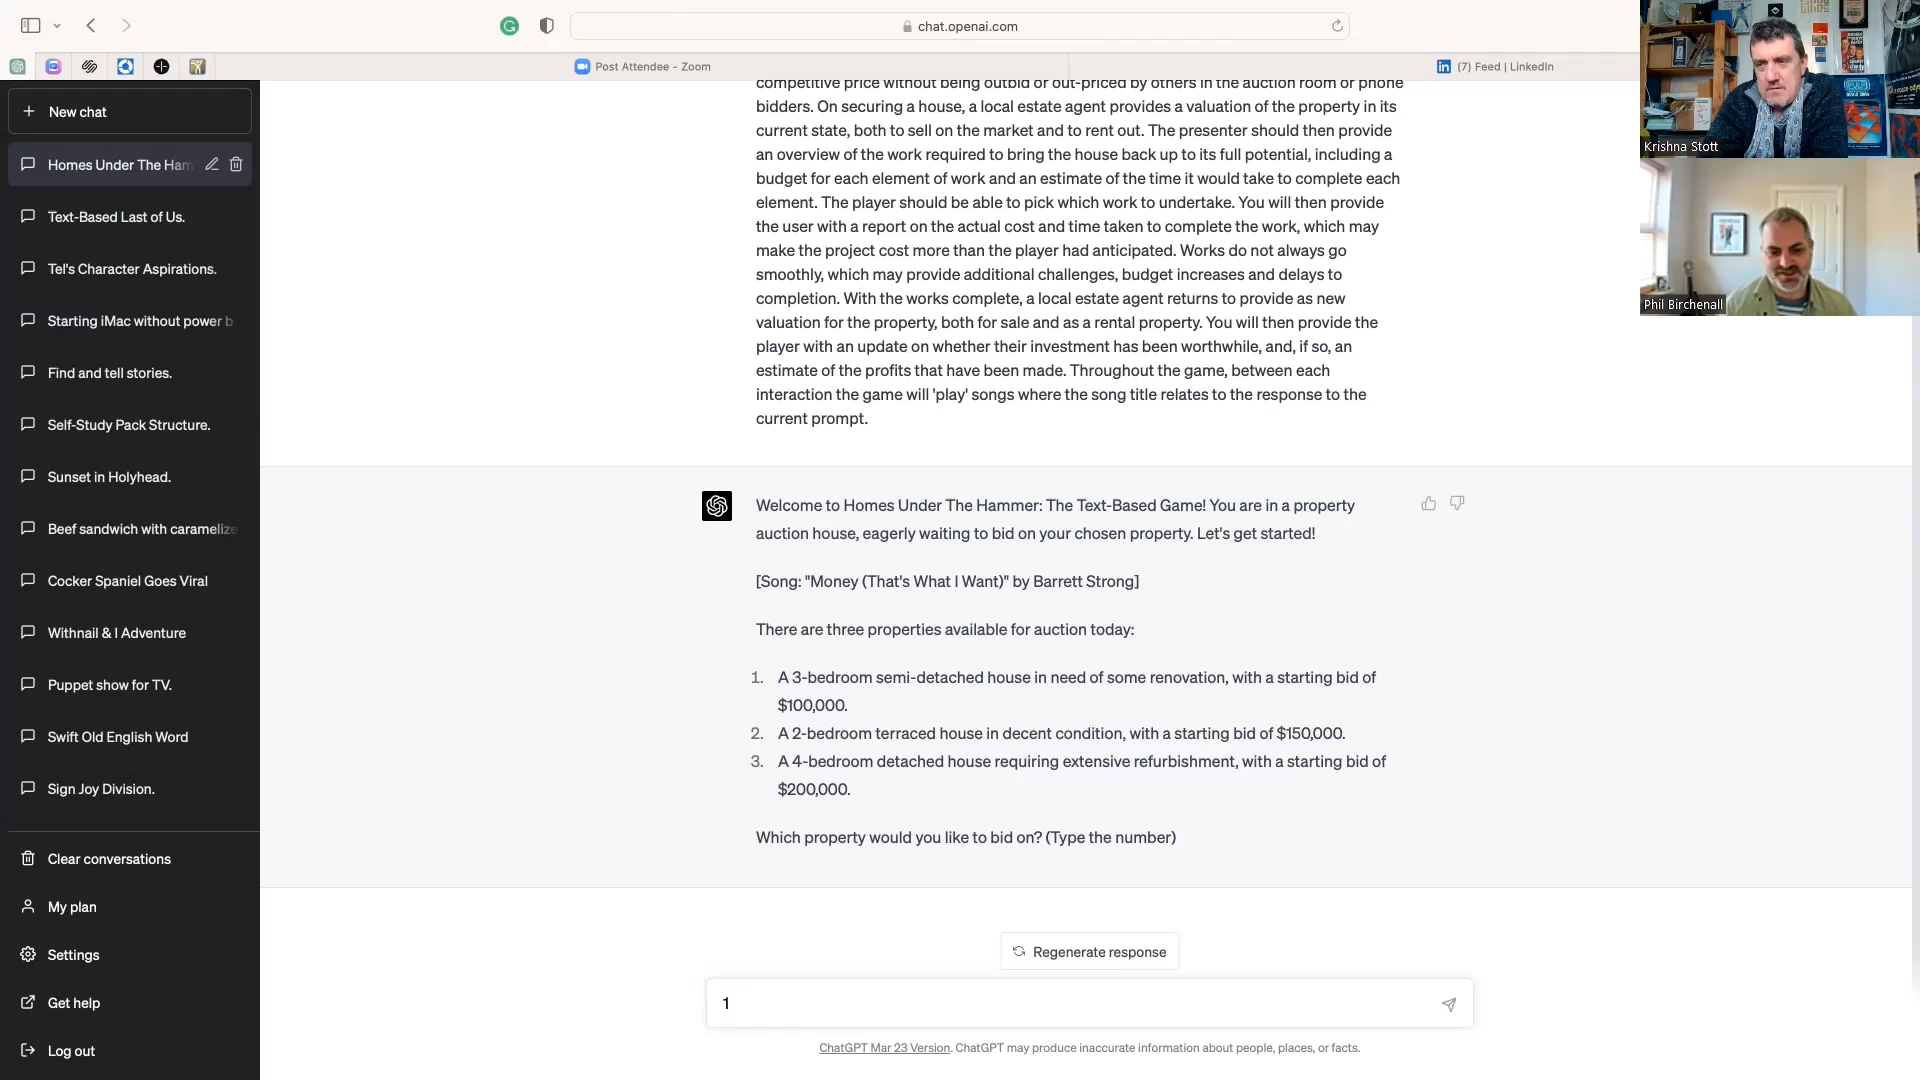 chat.openai.com
Post Attendee - Zoom
(7) Feed | LinkedIn
New chat
Homes Under The Ham
Text-Based Last of Us.
Tel's Character Aspirations.
Starting iMac without power b
Find and tell stories.
Self-Study Pack Structure.
Sunset in Holyhead.
Beef sandwich with caramelize
Cocker Spaniel Goes Viral
Withnail & I Adventure
Puppet show for TV.
Swift Old English Word
Sign Joy Division.
Clear conversations
My plan
Settings
Get help
Log out
competitive price without being outbid or out-priced by others in the auction room or phone
bidders. On securing a house, a local estate agent provides a valuation of the property in its
current state, both to sell on the market and to rent out. The presenter should then provide
an overview of the work required to bring the house back up to its full potential, including a
budget for each element of work and an estimate of the time it would take to complete each
element. The player should be able to pick which work to undertake. You will then provide
the user with a report on the actual cost and time taken to complete the work, which may
make the project cost more than the player had anticipated. Works do not always go
smoothly, which may provide additional challenges, budget increases and delays to
completion. With the works complete, a local estate agent returns to provide as new
valuation for the property, both for sale and as a rental property. You will then provide the
player with an update on whether their investment has been worthwhile, and, if so, an
estimate of the profits that have been made. Throughout the game, between each
interaction the game will 'play' songs where the song title relates to the response to the
current prompt.
Welcome to Homes Under The Hammer: The Text-Based Game! You are in a property
auction house, eagerly waiting to bid on your chosen property. Let's get started!
[Song: "Money (That's What I Want)" by Barrett Strong]
There are three properties available for auction today:
1. A 3-bedroom semi-detached house in need of some renovation, with a starting bid of
$100,000.
2. A 2-bedroom terraced house in decent condition, with a starting bid of $150,000.
3. A 4-bedroom detached house requiring extensive refurbishment, with a starting bid of
$200,000.
Which property would you like to bid on? (Type the number)
Regenerate response
1
ChatGPT Mar 23 Version. ChatGPT may produce inaccurate information about people, places, or facts.
Krishna Stott
Phil Birchenall